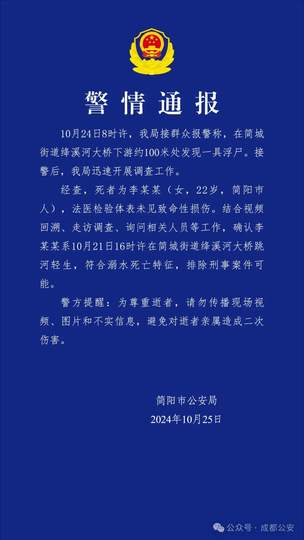 警情通报
10月24日8时许，我局接群众报警称，在简城
街道绛溪河大桥下游约100米处发现一具浮尸。接
警后，我局迅速开展调查工作。
经查，死者为李某某（女，22岁，简阳市
人），法医检验体表未见致命性损伤。结合视频
回溯、走访调查、询问相关人员等工作，确认李
某某系10月21日16时许在简城街道绛溪河大桥跳
河轻生，符合溺水死亡特征，排除刑事案件可
能。
警方提醒：为尊重逝者，请勿传播现场视
频、图片和不实信息，避免对逝者亲属造成二次
伤害。
简阳市公安局
2024年10月25日
公众号·成都公安